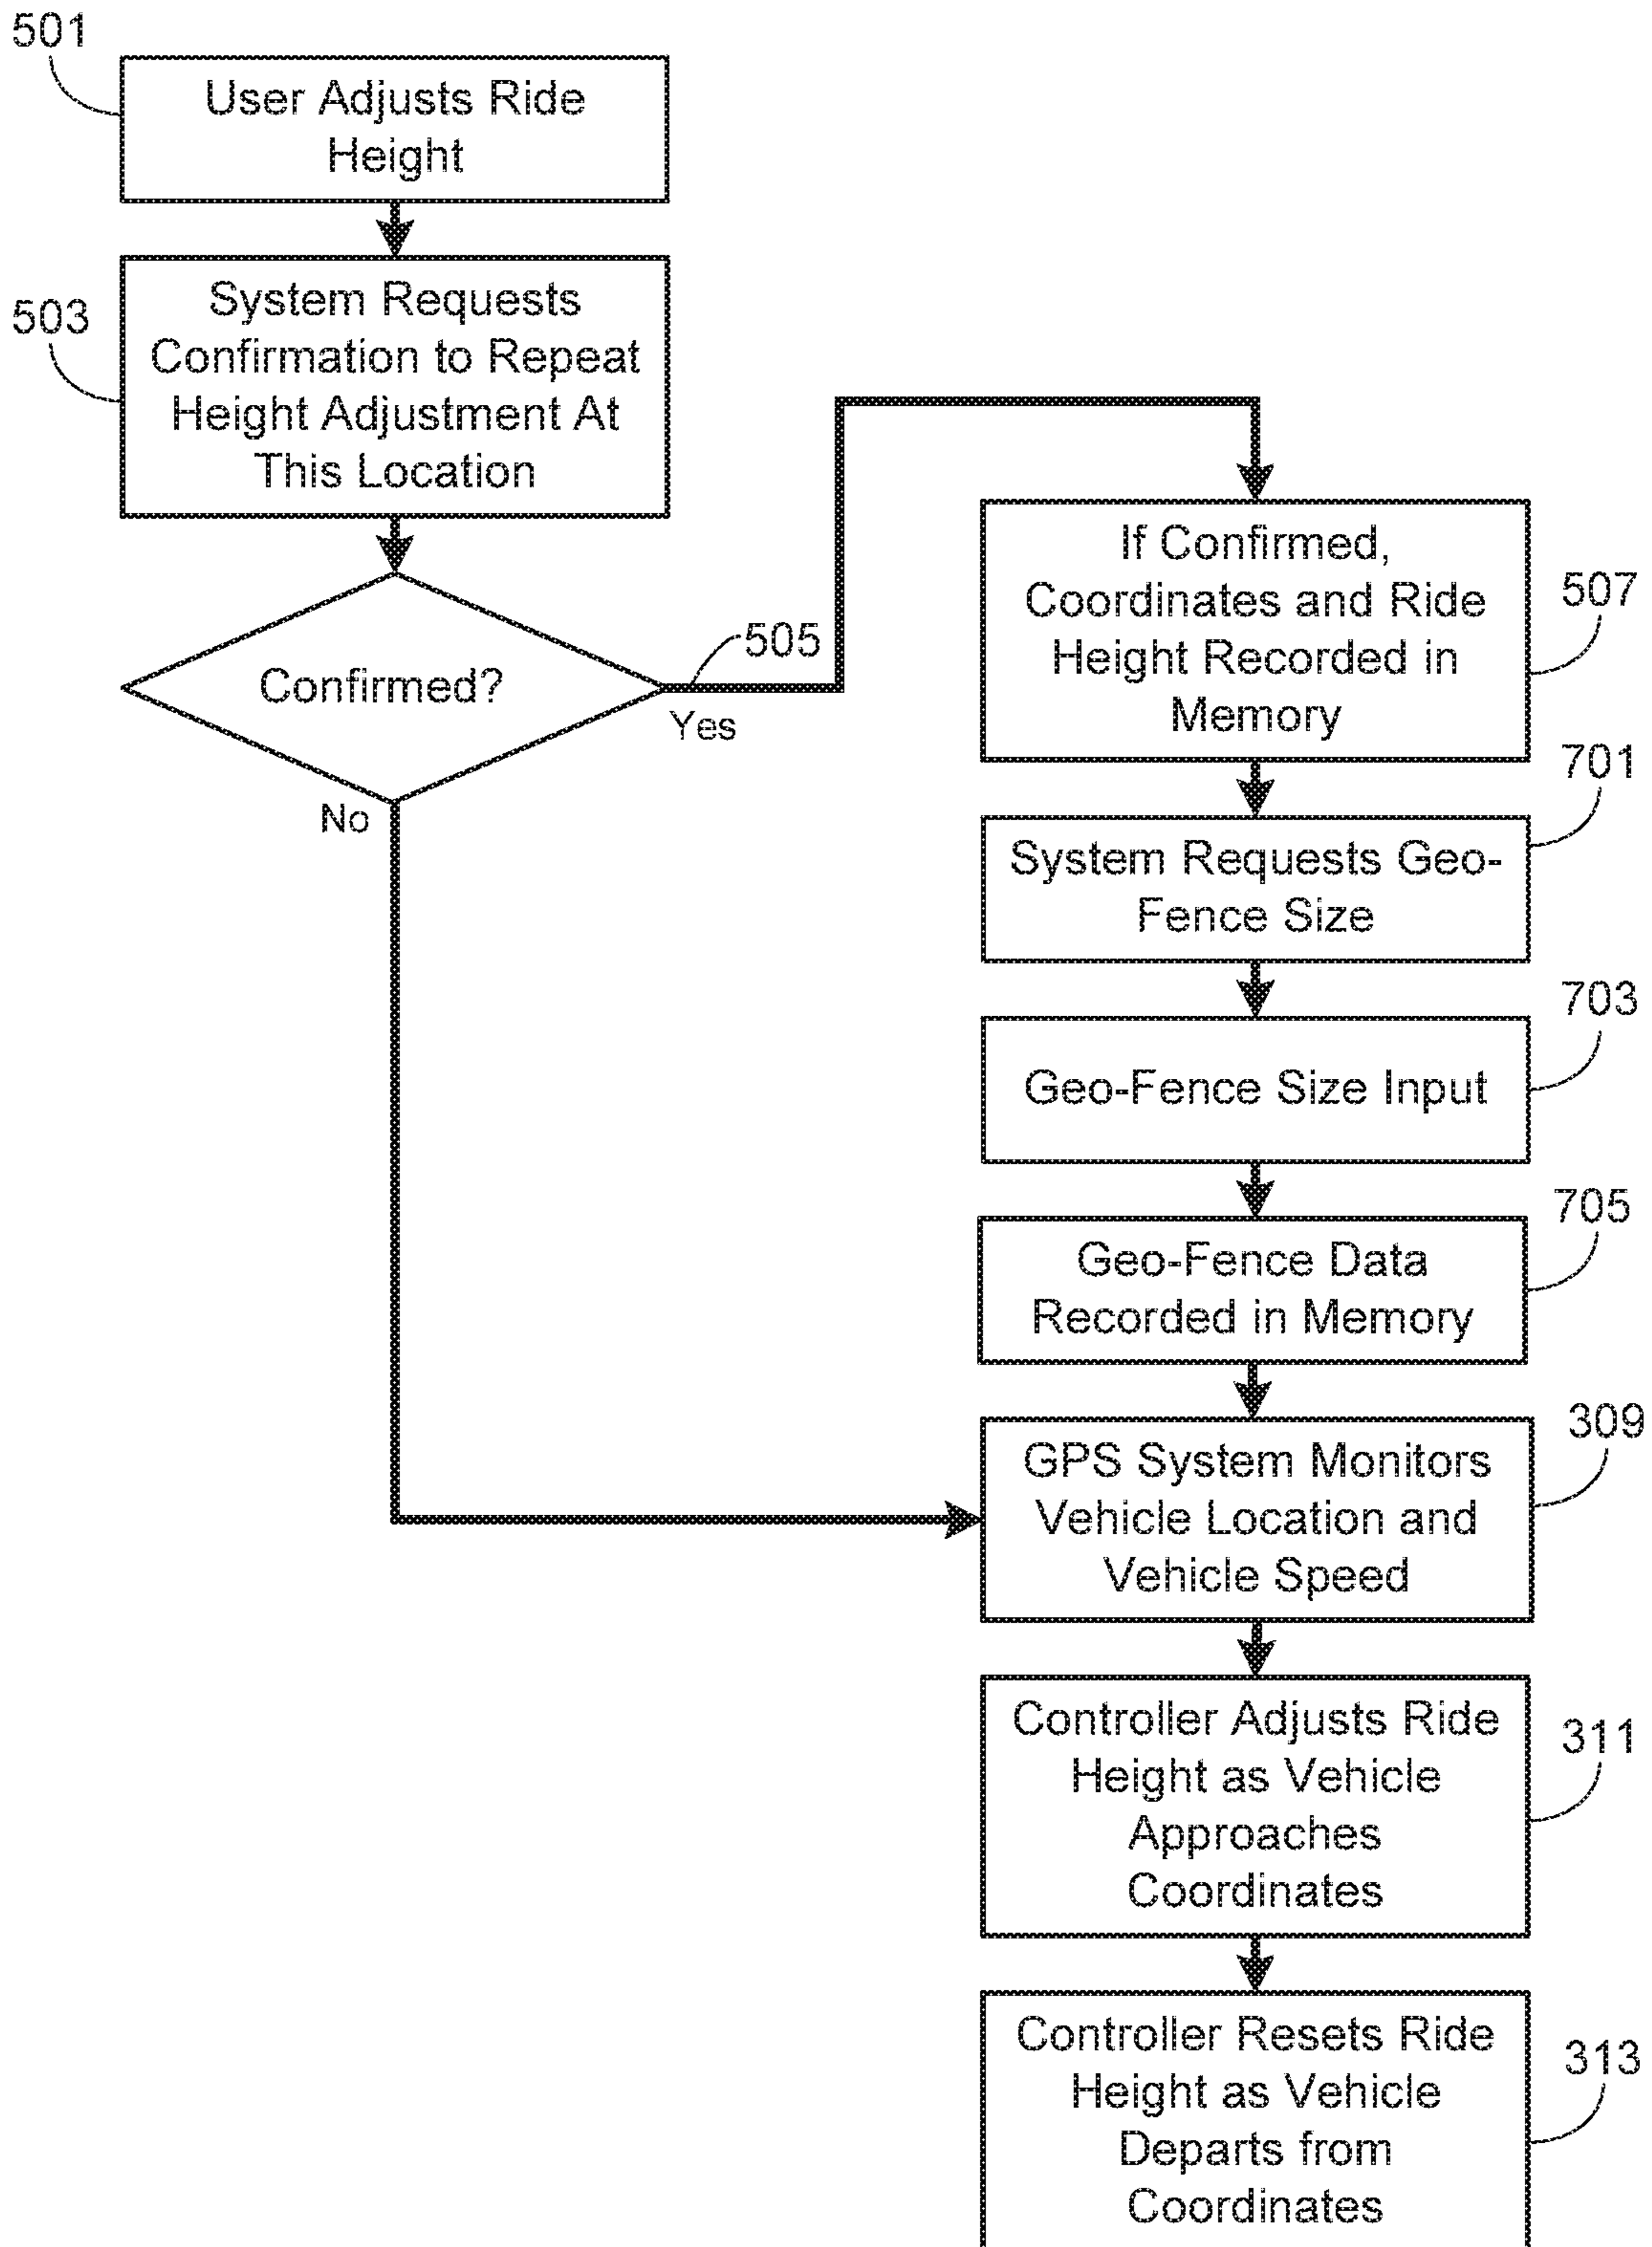 501
User Adjusts Ride
Height
503
System Requests
Confirmation to Repeat
Height Adjustment At
This Location
Confirmed?
505
Yes
No
If Confirmed,
Coordinates and Ride
Height Recorded in
Memory
507
701
System Requests Geo-
Fence Size
703
Geo-Fence Size Input
705
Geo-Fence Data
Recorded in Memory
309
GPS System Monitors
Vehicle Location and
Vehicle Speed
Controller Adjusts Ride
Height as Vehicle
Approaches
Coordinates
311
Controller Resets Ride
Height as Vehicle
Departs from
Coordinates
313